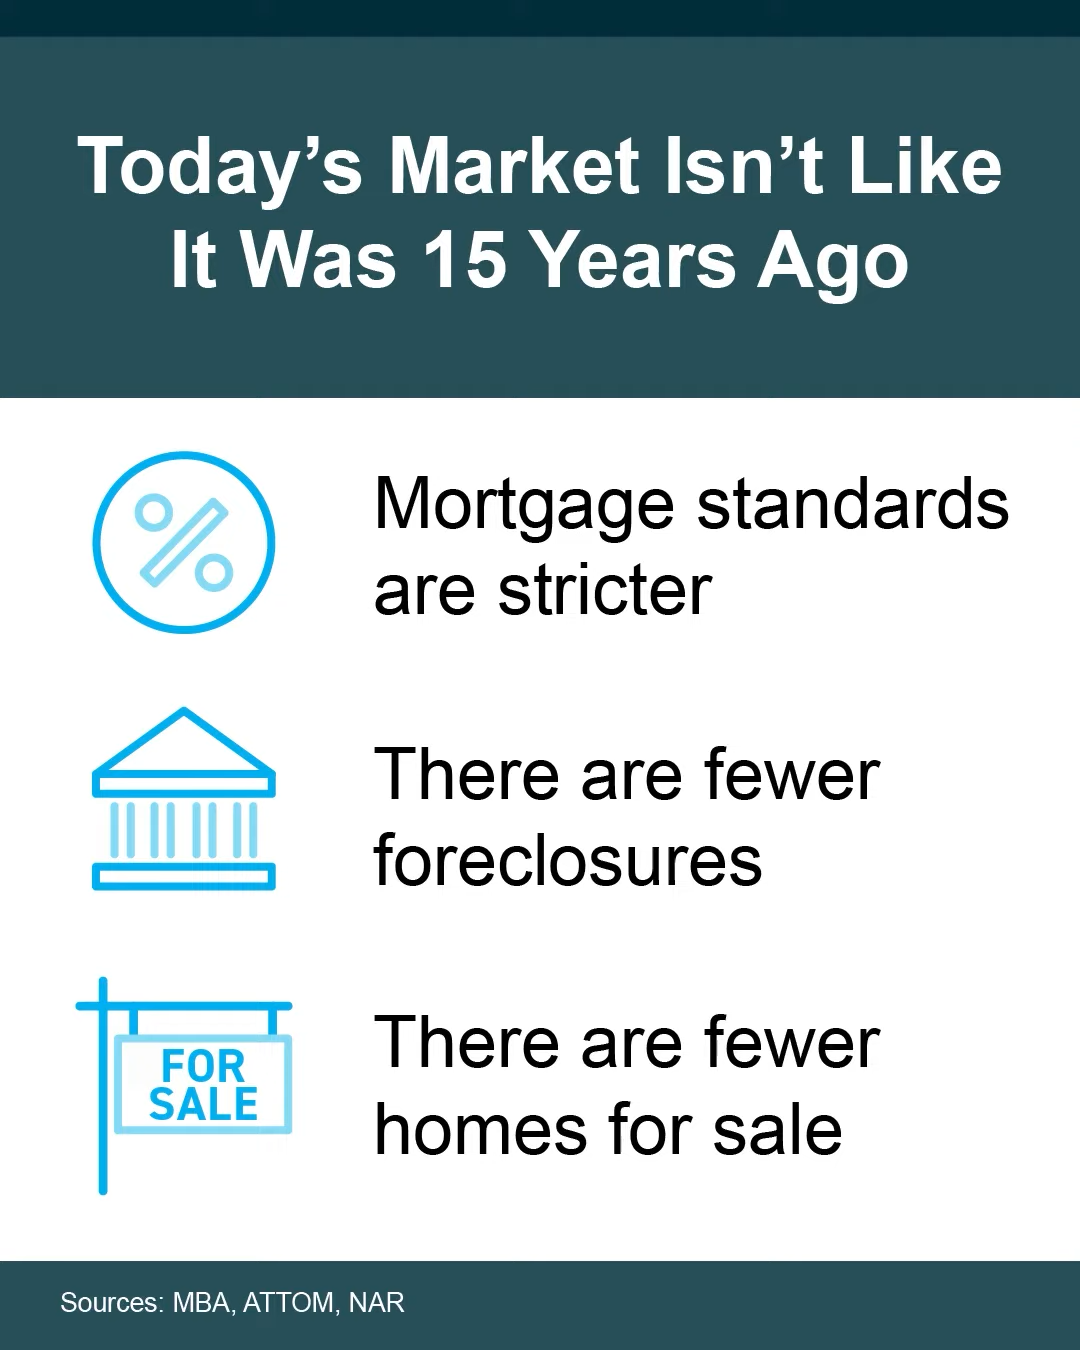 Today’s Market Isn’t Like
It Was 15 Years Ago
Mortgage standards
are stricter
There are fewer
foreclosures
FOR
SALE
There are fewer
homes for sale
Sources: MBA, ATTOM, NAR